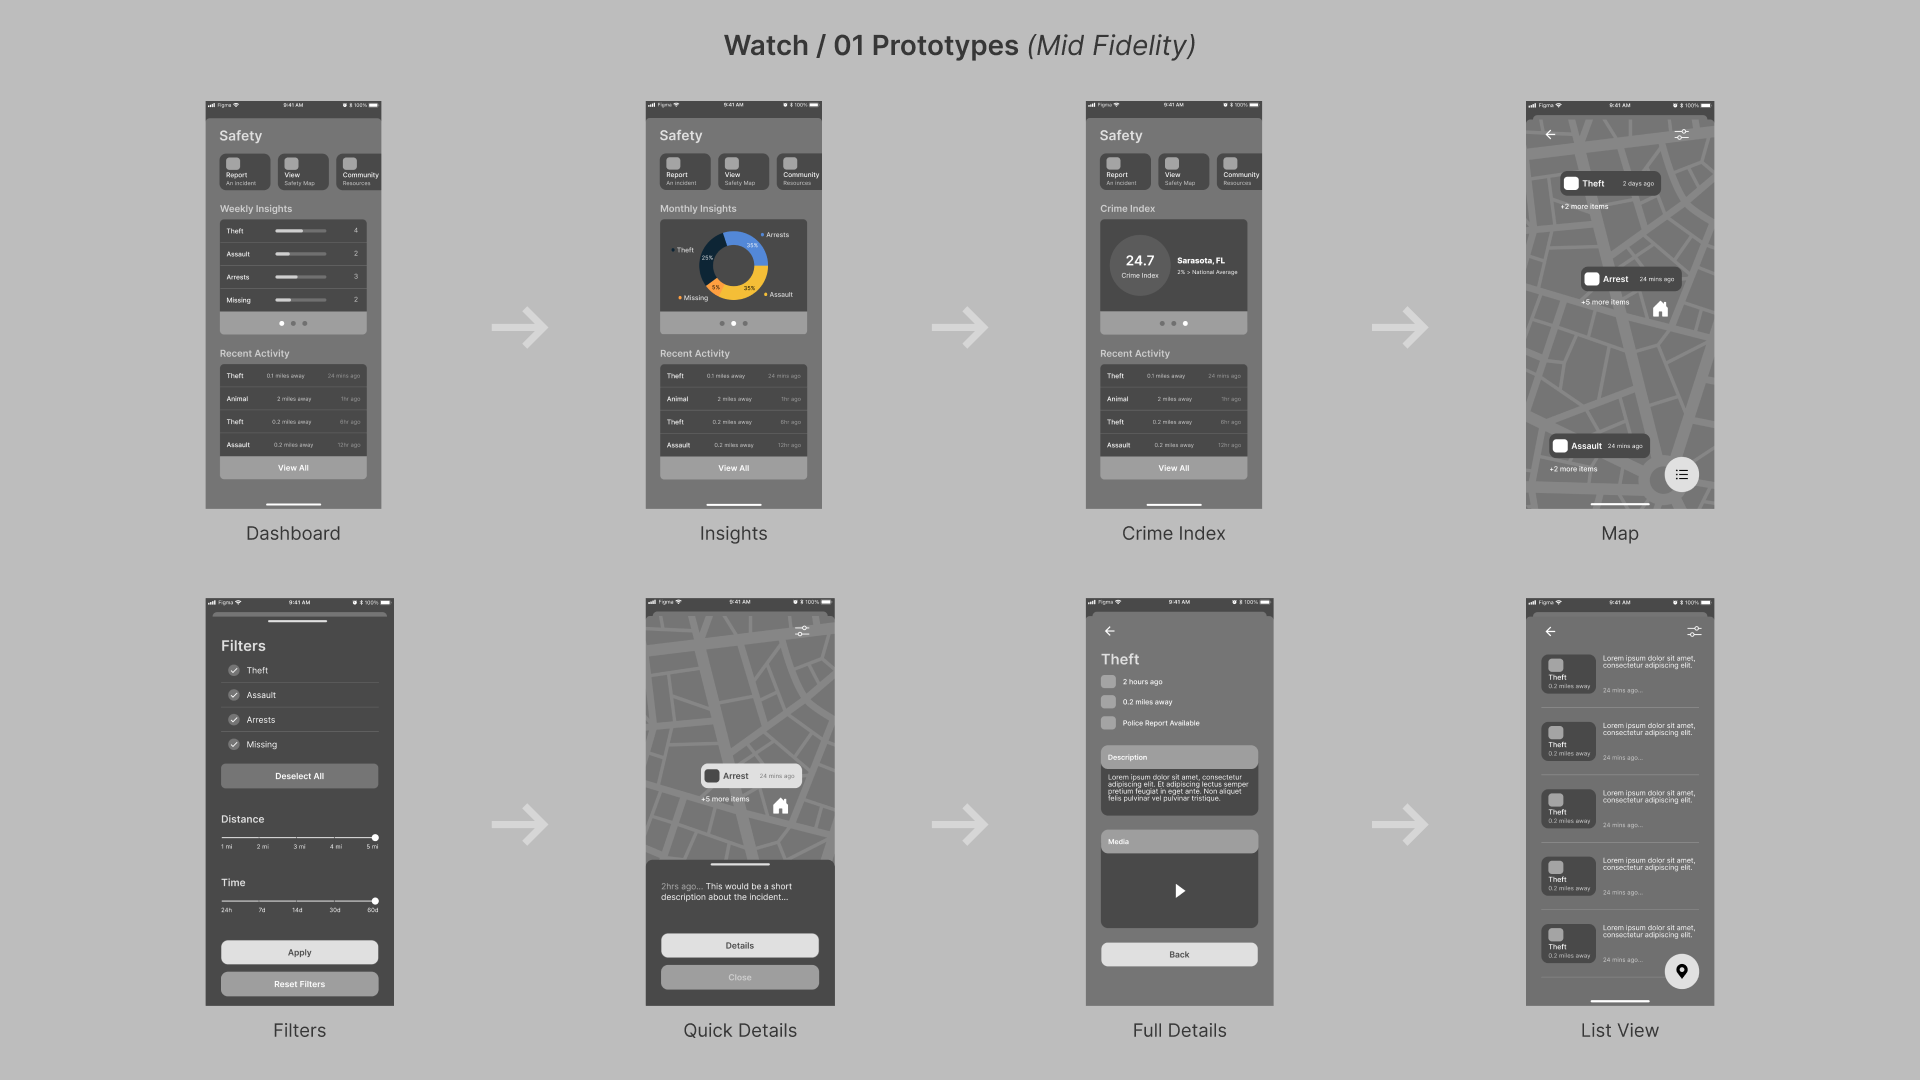 Watch / 01 Prototypes (Mid Fidelity)
Figma 9:41 AM 100%
Safety
Report
An incident
View
Safety Map
Community
Resources
Weekly Insights
Theft 4
Assault 2
Arrests 3
Missing 2
Recent Activity
Theft 0.1 miles away 24 mins ago
Animal 2 miles away 1hr ago
Theft 0.2 miles away 6hr ago
Assault 0.2 miles away 12hr ago
View All
Dashboard
Figma 9:41 AM 100%
Safety
Report
An incident
View
Safety Map
Community
Resources
Monthly Insights
Arrests
35%
Theft
25%
5%
35%
Missing
Assault
Recent Activity
Theft 0.1 miles away 24 mins ago
Animal 2 miles away 1hr ago
Theft 0.2 miles away 6hr ago
Assault 0.2 miles away 12hr ago
View All
Insights
Figma 9:41 AM 100%
Safety
Report
An incident
View
Safety Map
Community
Resources
Crime Index
24.7
Crime Index
Sarasota, FL
2% > National Average
Recent Activity
Theft 0.1 miles away 24 mins ago
Animal 2 miles away 1hr ago
Theft 0.2 miles away 6hr ago
Assault 0.2 miles away 12hr ago
View All
Crime Index
Figma 9:41 AM 100%
Theft 2 days ago
+2 more items
Arrest 24 mins ago
+5 more items
Assault 24 mins ago
+2 more items
Map
Figma 9:41 AM 100%
Filters
Theft
Assault
Arrests
Missing
Deselect All
Distance
1 mi 2 mi 3 mi 4 mi 5 mi
Time
24h 7d 14d 30d 60d
Apply
Reset Filters
Filters
Figma 9:41 AM 100%
Arrest 24 mins ago
+5 more items
2hrs ago... This would be a short
description about the incident...
Details
Close
Quick Details
Figma 9:41 AM 100%
Theft
2 hours ago
0.2 miles away
Police Report Available
Description
Lorem ipsum dolor sit amet, consectetur
adipiscing elit. Et adipiscing lectus semper
pretium feugiat in eget ante. Non aliquet
felis pulvinar vel pulvinar tristique.
Media
Back
Full Details
Figma 9:41 AM 100%
Theft
0.2 miles away
Lorem ipsum dolor sit amet,
consectetur adipiscing elit.
24 mins ago...
Theft
0.2 miles away
Lorem ipsum dolor sit amet,
consectetur adipiscing elit.
24 mins ago...
Theft
0.2 miles away
Lorem ipsum dolor sit amet,
consectetur adipiscing elit.
24 mins ago...
Theft
0.2 miles away
Lorem ipsum dolor sit amet,
consectetur adipiscing elit.
24 mins ago...
Theft
0.2 miles away
Lorem ipsum dolor sit amet,
consectetur adipiscing elit.
24 mins ago...
List View